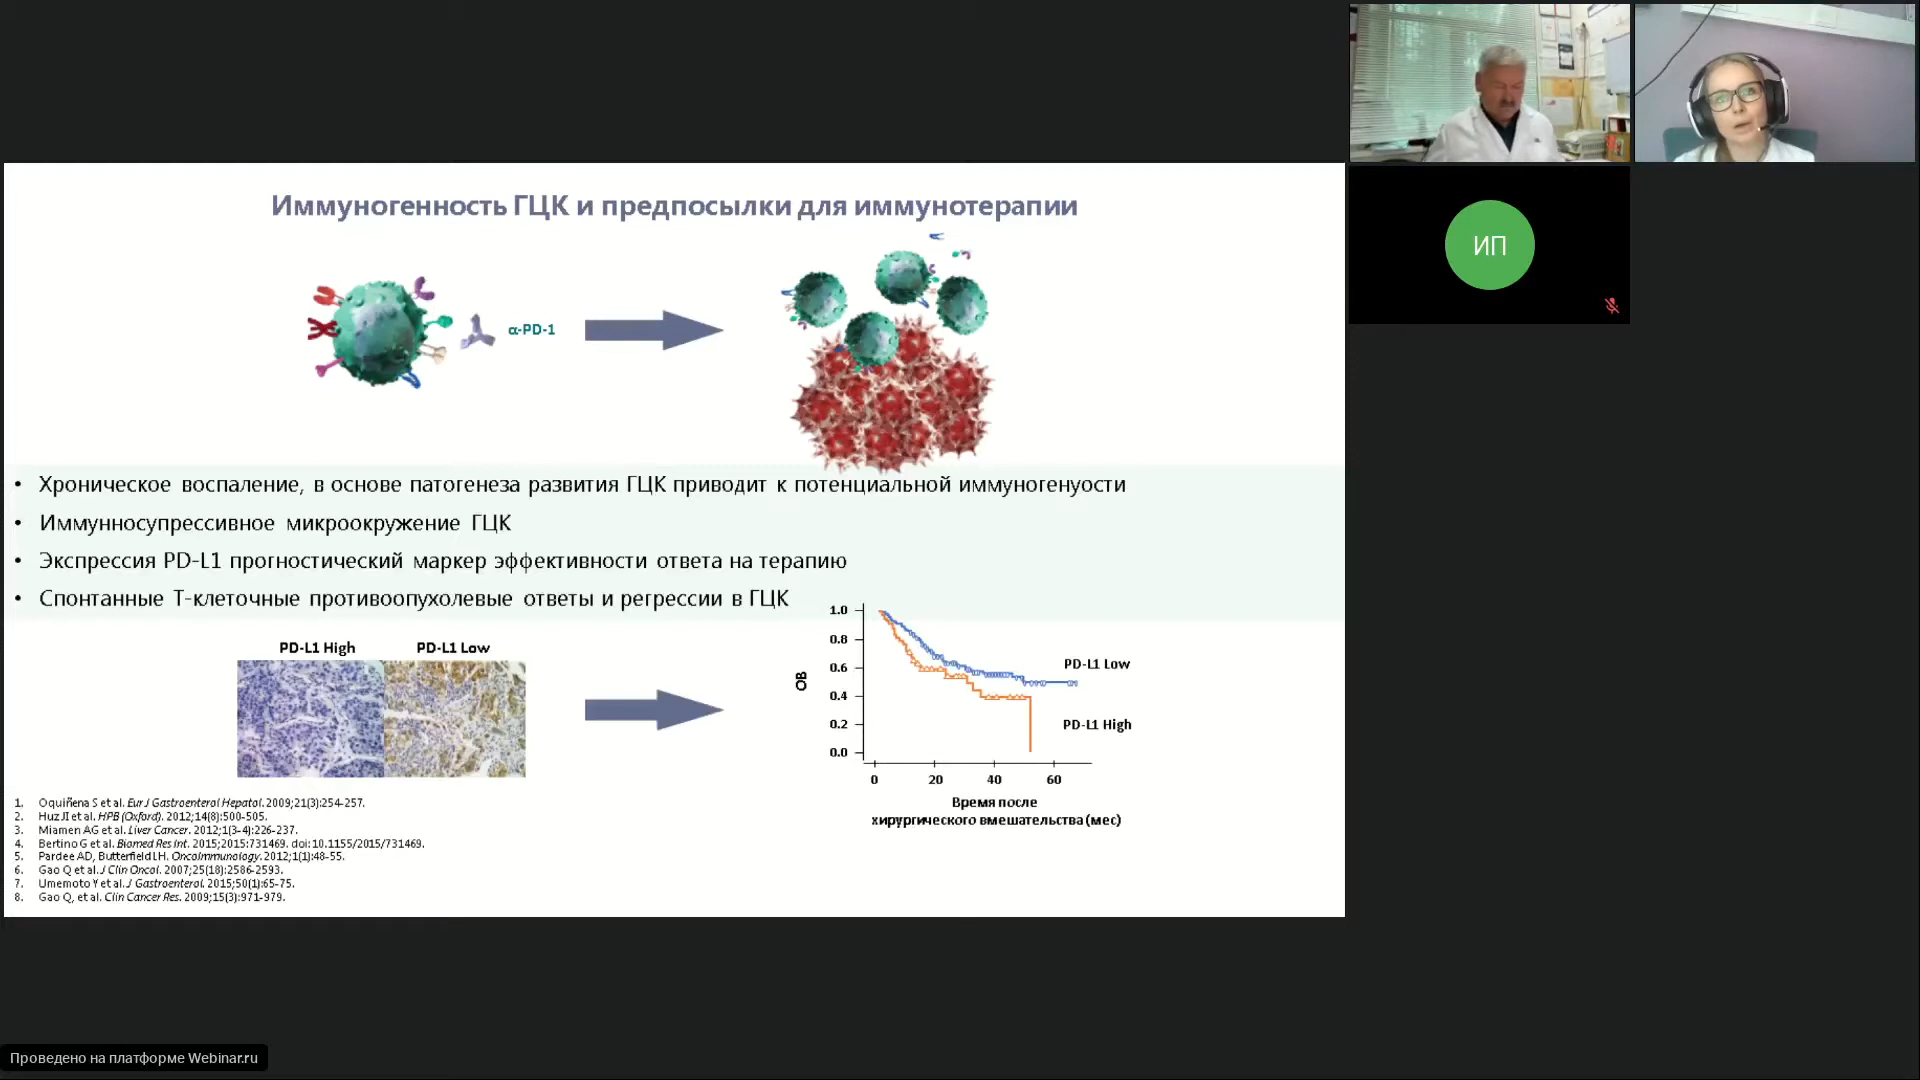 Иммуногенность ГЦК и предпосылки для иммунотерапии
α-PD-1
• Хроническое воспаление, в основе патогенеза развития ГЦК приводит к потенциальной иммуногенуости
• Иммунносупрессивное микроокружение ГЦК
• Экспрессия PD-L1 прогностический маркер эффективности ответа на терапию
• Спонтанные Т-клеточные противоопухолевые ответы и регрессии в ГЦК
PD-L1 High
PD-L1 Low
1.0
0.8
0.6
0.4
0.2
0.0
ОВ
PD-L1 Low
PD-L1 High
0 20 40 60
Время после
хирургического вмешательства (мес)
1. Oquiñena S et al. Eur J Gastroenterol Hepatol. 2009;21(3):254-257.
2. Huz JI et al. HPB (Oxford). 2012;14(8):500-505.
3. Miamen AG et al. Liver Cancer. 2012;1(3-4):226-237.
4. Bertino G et al. Biomed Res Int. 2015;2015:731469. doi:10.1155/2015/731469.
5. Pardee AD, Butterfield LH. OncoImmunology. 2012;1(1):48-55.
6. Gao Q et al. J Clin Oncol. 2007;25(18):2586-2593.
7. Umemoto Y et al. J Gastroenterol. 2015;50(1):65-75.
8. Gao Q, et al. Clin Cancer Res. 2009;15(3):971-979.
ИП
Проведено на платформе Webinar.ru